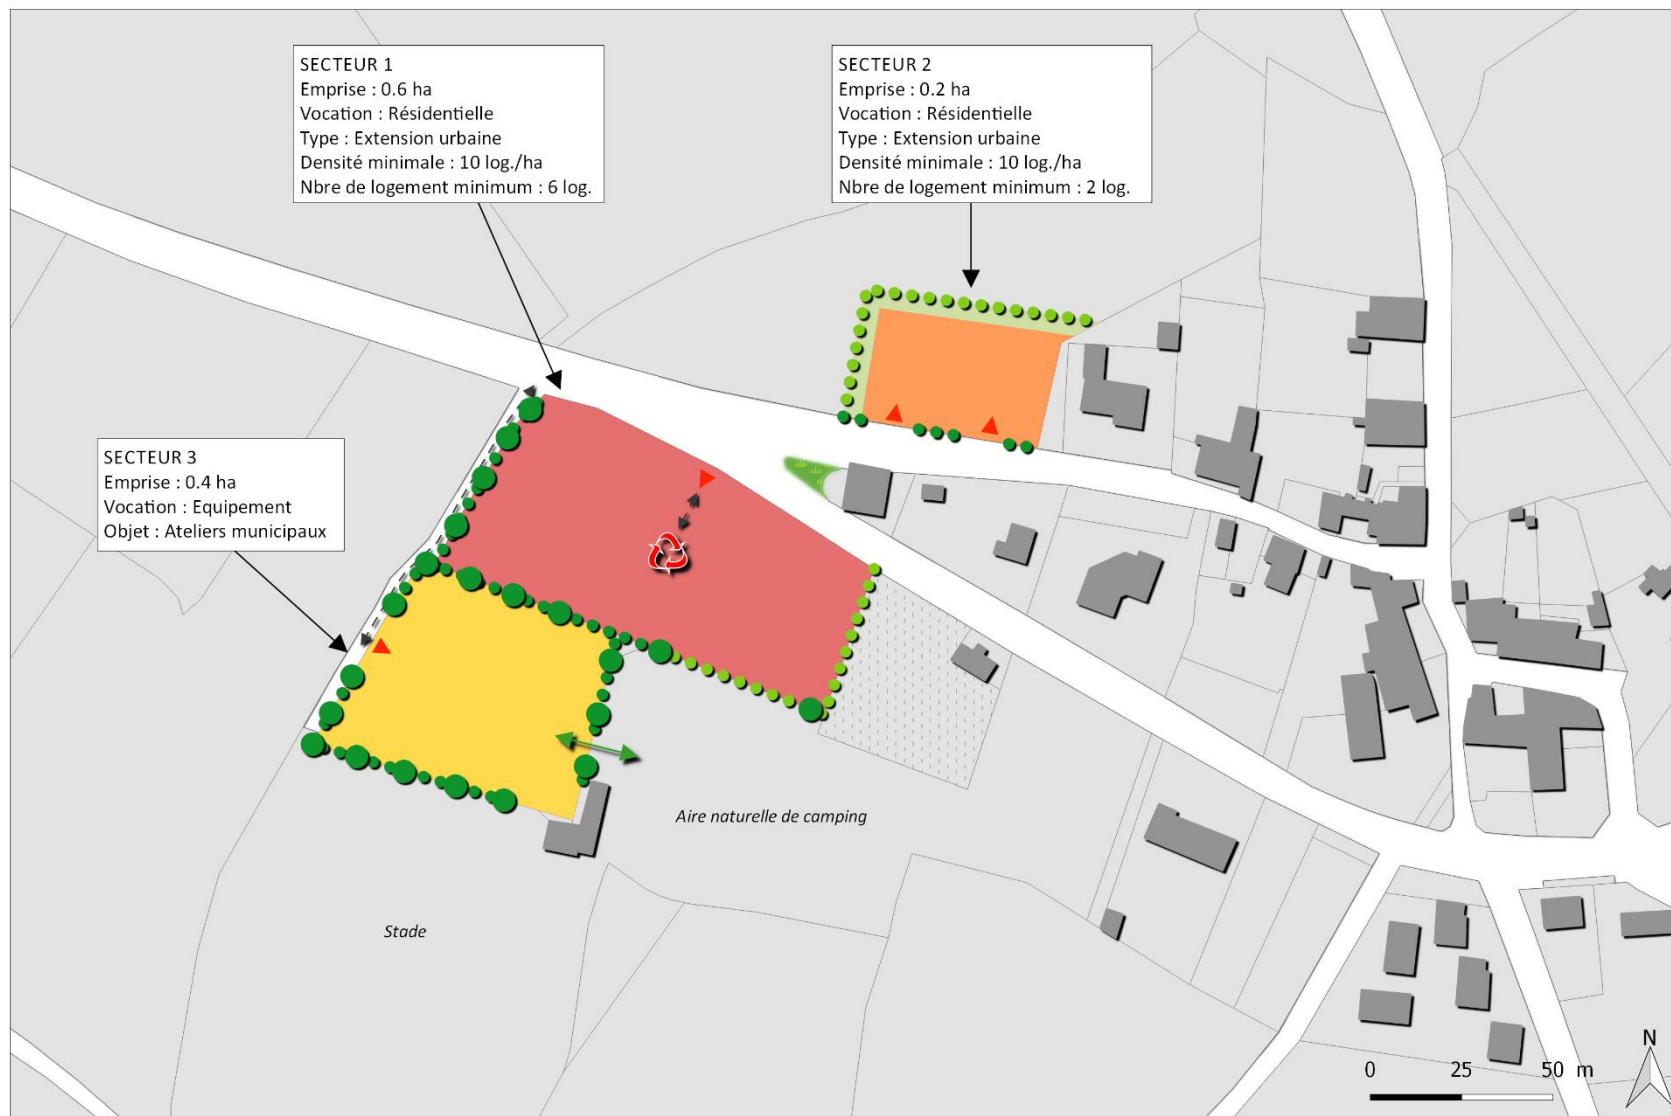 SECTEUR 1
Emprise : 0.6 ha
Vocation : Résidentielle
Type : Extension urbaine
Densité minimale : 10 log./ha
Nbre de logement minimum : 6 log.
SECTEUR 2
Emprise : 0.2 ha
Vocation : Résidentielle
Type : Extension urbaine
Densité minimale : 10 log./ha
Nbre de logement minimum : 2 log.
SECTEUR 3
Emprise : 0.4 ha
Vocation : Equipement
Objet : Ateliers municipaux
Aire naturelle de camping
Stade
N
0 25 50 m